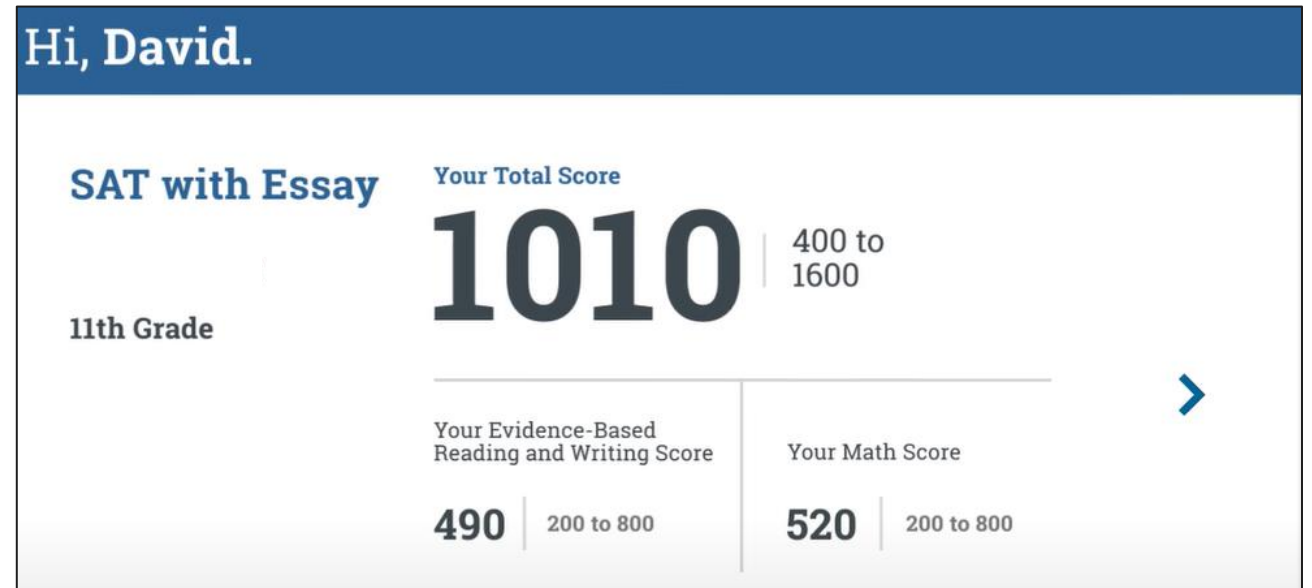 Hi, David.
SAT with Essay
11th Grade
Your Total Score
1010
400 to
1600
Your Evidence-Based
Reading and Writing Score
490
200 to 800
Your Math Score
520
200 to 800